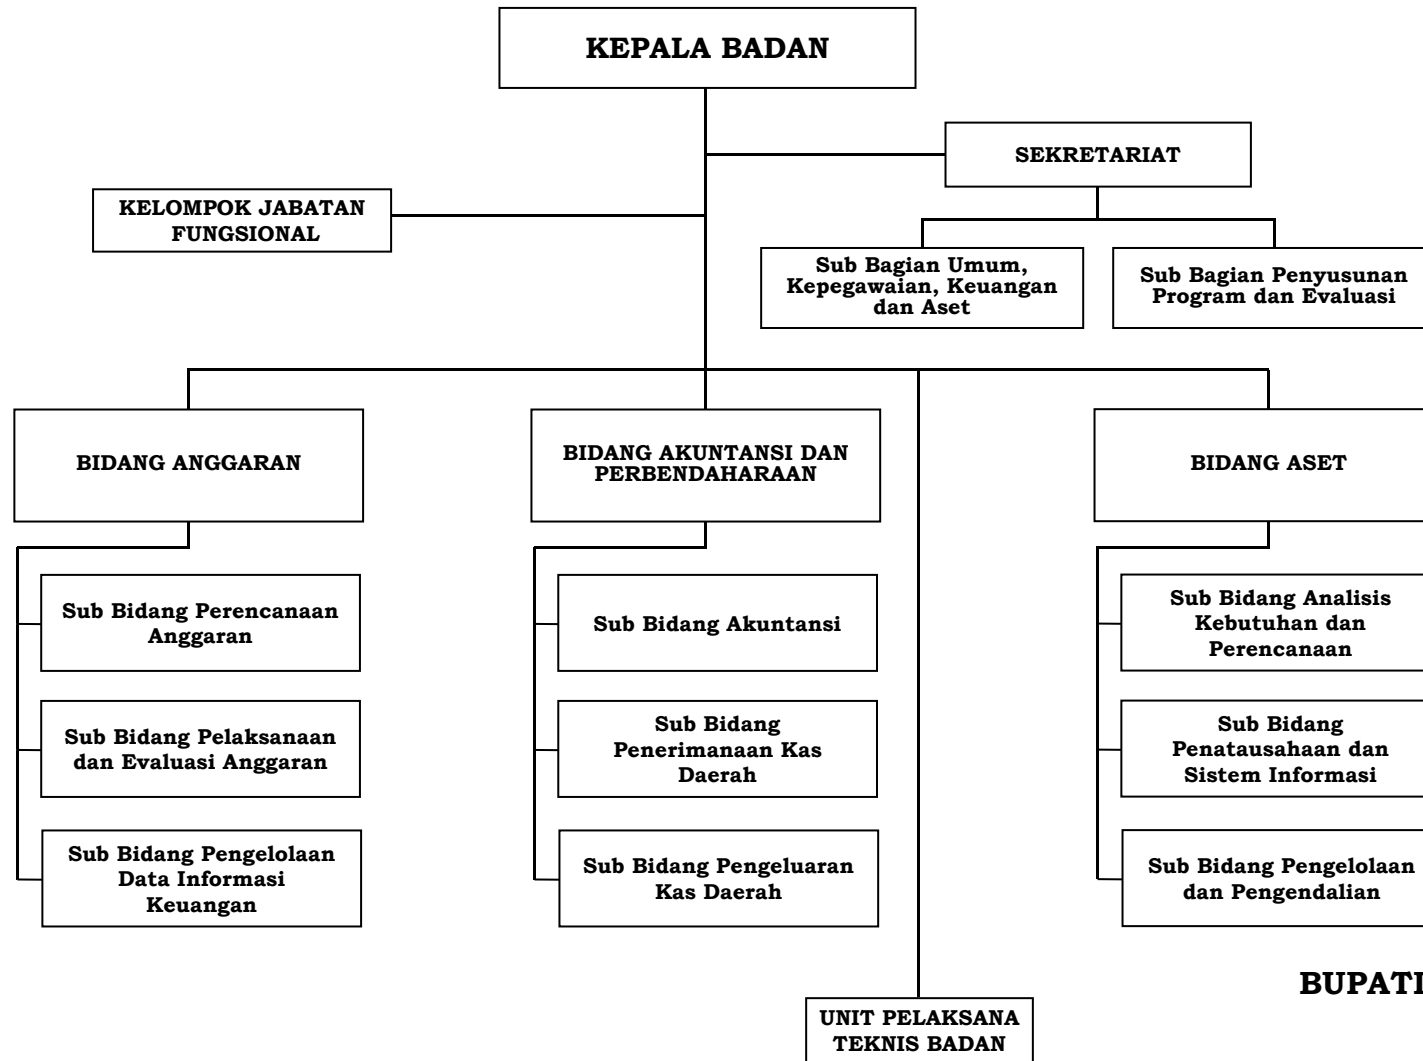 KEPALA BADAN
SEKRETARIAT
KELOMPOK JABATAN
FUNGSIONAL
Sub Bagian Umum,
Kepegawaian, Keuangan
dan Aset
Sub Bagian Penyusunan
Program dan Evaluasi
BIDANG ANGGARAN
BIDANG AKUNTANSI DAN
PERBENDAHARAAN
BIDANG ASET
Sub Bidang Perencanaan
Anggaran
Sub Bidang Akuntansi
Sub Bidang Analisis
Kebutuhan dan
Perencanaan
Sub Bidang Pelaksanaan
dan Evaluasi Anggaran
Sub Bidang
Penerimanaan Kas
Daerah
Sub Bidang
Penatausahaan dan
Sistem Informasi
Sub Bidang Pengelolaan
Data Informasi
Keuangan
Sub Bidang Pengeluaran
Kas Daerah
Sub Bidang Pengelolaan
dan Pengendalian
BUPATI
UNIT PELAKSANA
TEKNIS BADAN